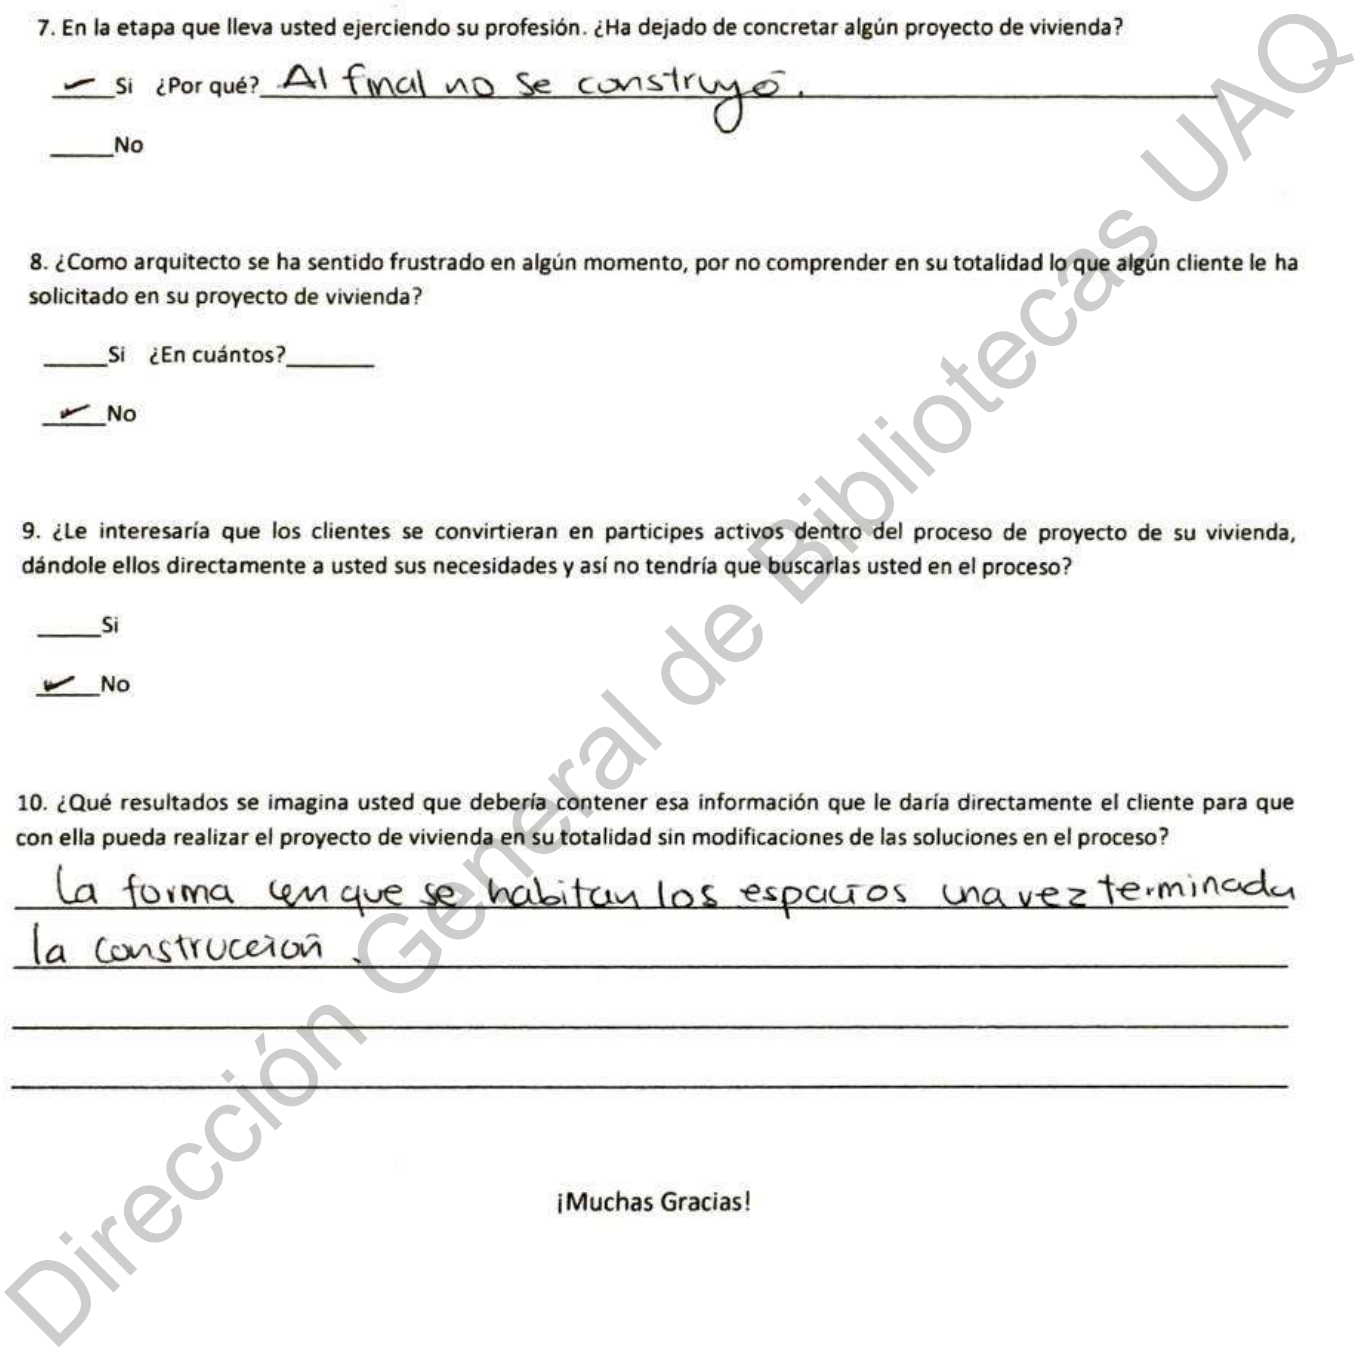 7. En la etapa que lleva usted ejerciendo su profesión. ¿Ha dejado de concretar algún proyecto de vivienda?
Si ¿Por qué? Al final no se construyó.
No
8. ¿Como arquitecto se ha sentido frustrado en algún momento, por no comprender en su totalidad lo que algún cliente le ha
solicitado en su proyecto de vivienda?
Si ¿En cuántos?
No
9. ¿Le interesaría que los clientes se convirtieran en participes activos dentro del proceso de proyecto de su vivienda,
dándole ellos directamente a usted sus necesidades y así no tendría que buscarlas usted en el proceso?
Si
No
10. ¿Qué resultados se imagina usted que debería contener esa información que le daría directamente el cliente para que
con ella pueda realizar el proyecto de vivienda en su totalidad sin modificaciones de las soluciones en el proceso?
La forma en que se habitan los espacios una vez terminada
la construcción.
¡Muchas Gracias!
Dirección General de Bibliotecas UAQ